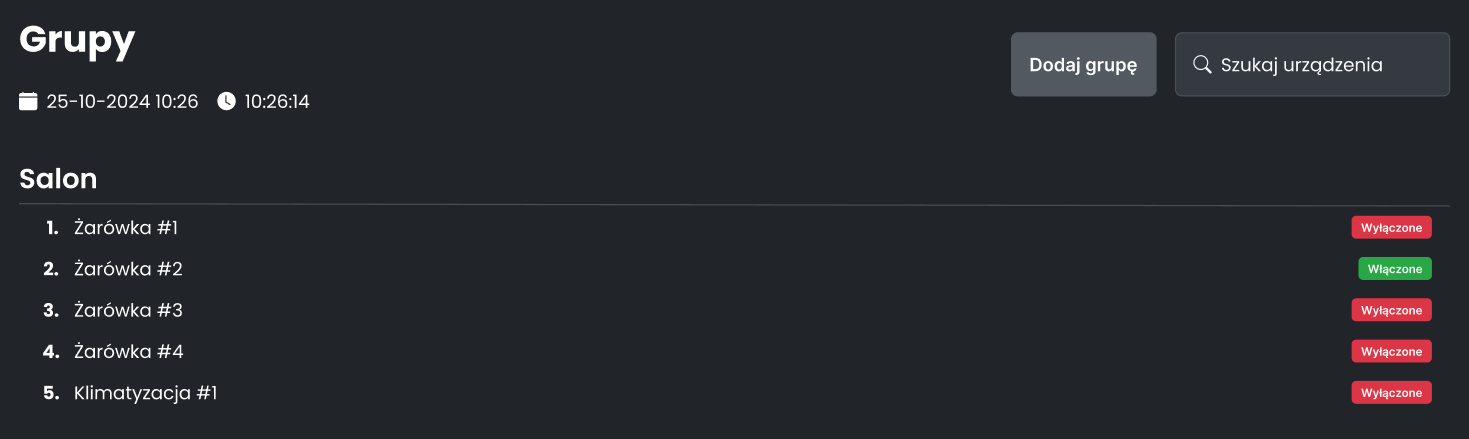 Grupy
Dodaj grupę
Szukaj urządzenia
25-10-2024 10:26 10:26:14
Salon
1. Żarówka #1 Wyłączone
2. Żarówka #2 Włączone
3. Żarówka #3 Wyłączone
4. Żarówka #4 Wyłączone
5. Klimatyzacja #1 Wyłączone